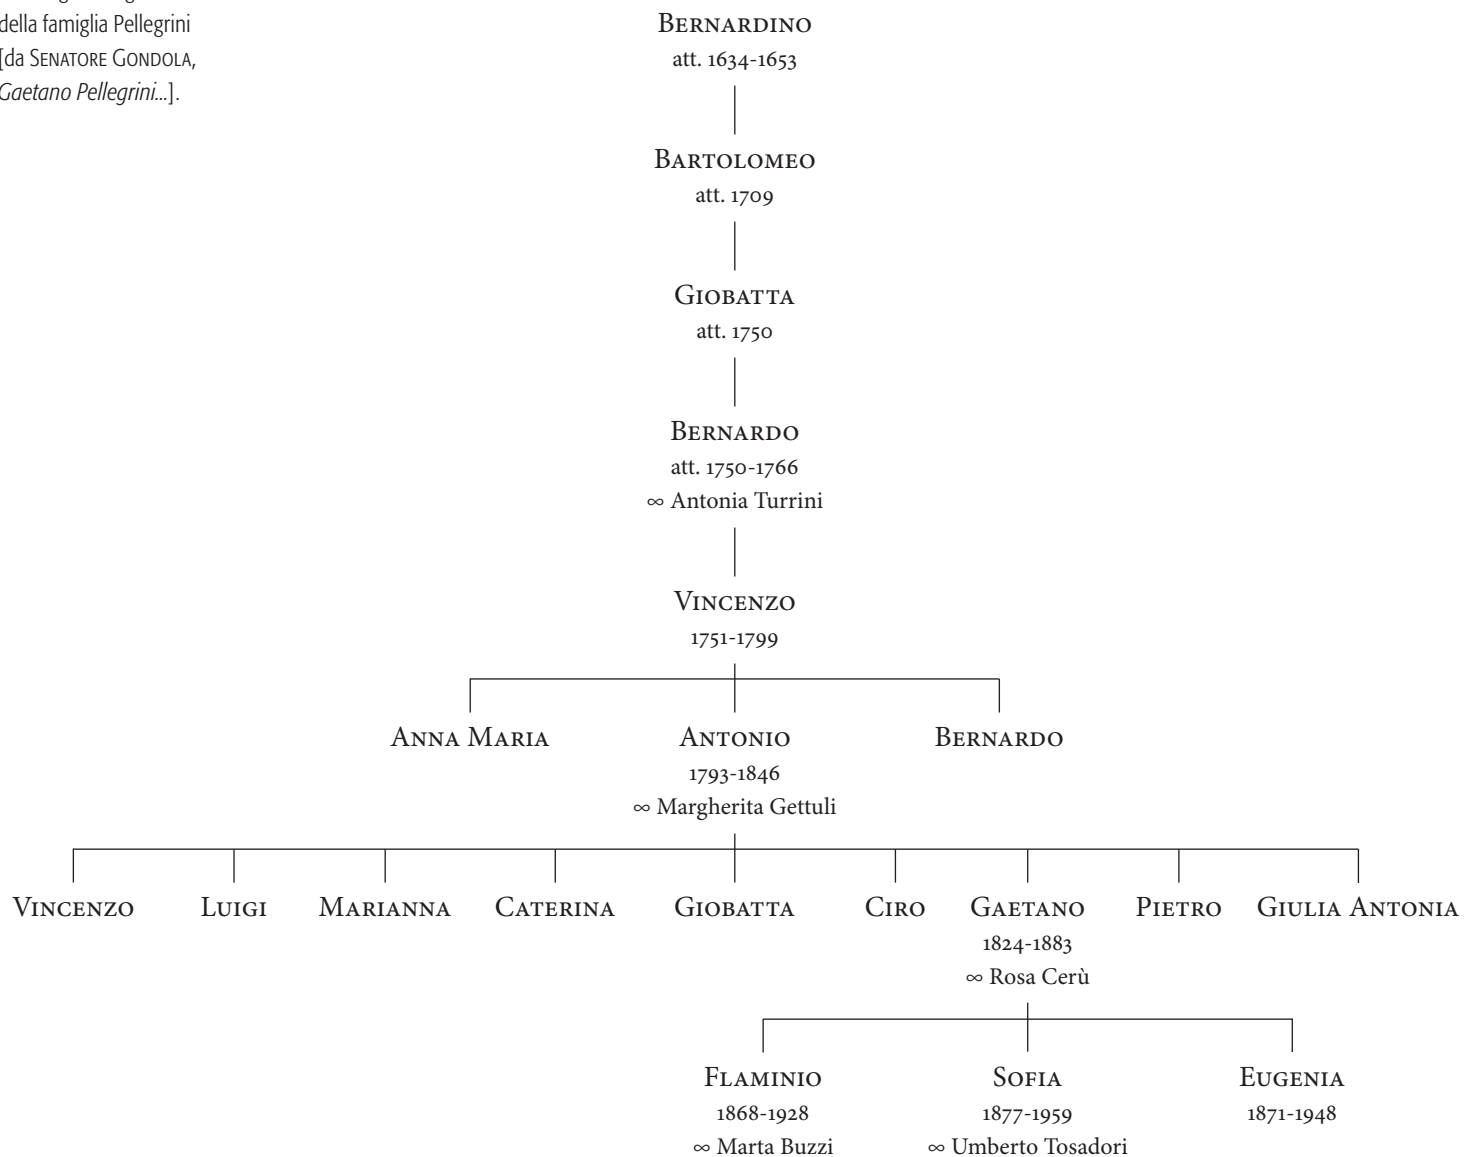 della famiglia Pellegrini
[da SENATORE GONDOLA,
Gaetano Pellegrini...].
BERNARDINO
att. 1634-1653
BARTOLOMEO
att. 1709
GIOBATTA
att. 1750
BERNARDO
att. 1750-1766
∞ Antonia Turrini
VINCENZO
1751-1799
ANNA MARIA ANTONIO BERNARDO
1793-1846
∞ Margherita Gettuli
VINCENZO LUIGI MARIANNA CATERINA GIOBATTA CIRO GAETANO PIETRO GIULIA ANTONIA
1824-1883
∞ Rosa Cerù
FLAMINIO SOFIA EUGENIA
1868-1928 1877-1959 1871-1948
∞ Marta Buzzi ∞ Umberto Tosadori